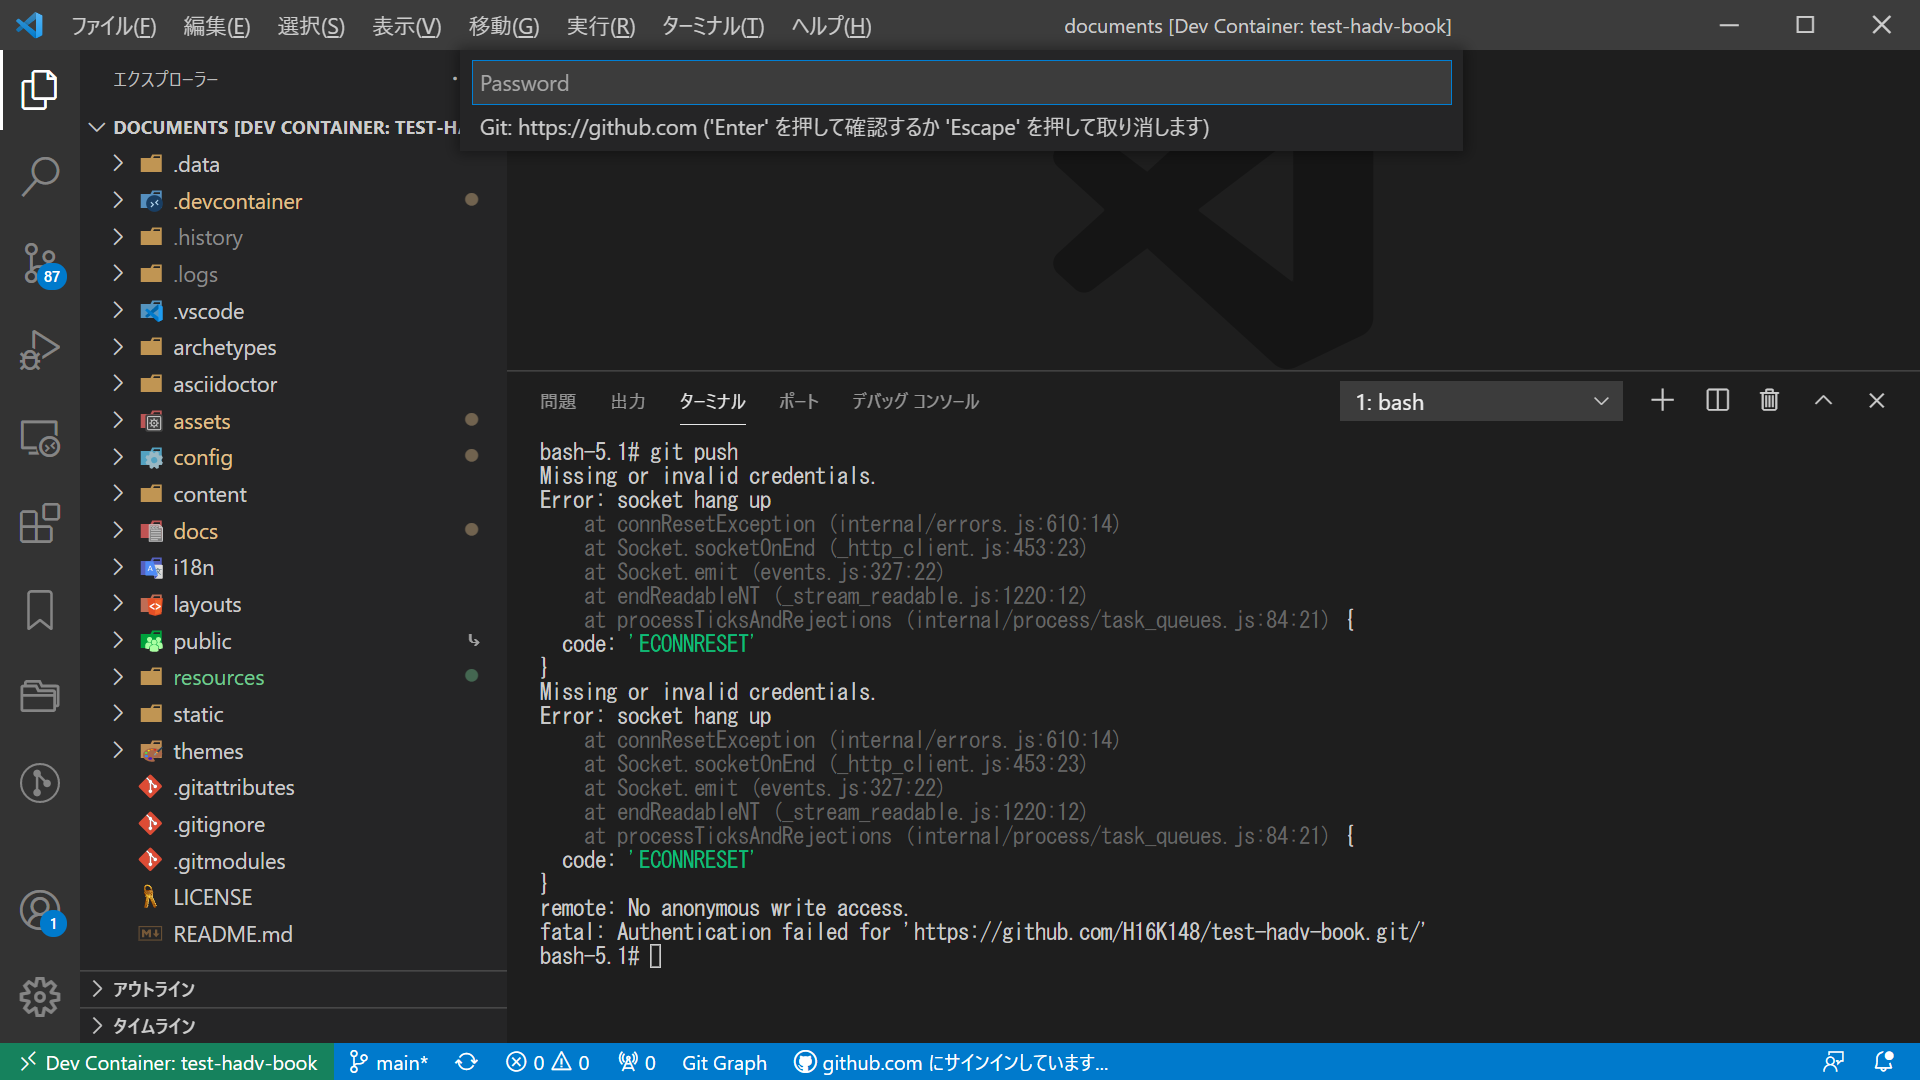 ファイル(F) 編集(E) 選択(S) 表示(V) 移動(G) 実行(R) ターミナル(T) ヘルプ(H) documents [Dev Container: test-hadv-book]
Password
Git: https://github.com ('Enter' を押して確認するか 'Escape' を押して取り消します)
エクスプローラー
DOCUMENTS [DEV CONTAINER: TEST-HA
.data
.devcontainer
.history
.logs
.vscode
archetypes
asciidoctor
assets
config
content
docs
i18n
layouts
public
resources
static
themes
.gitattributes
.gitignore
.gitmodules
LICENSE
README.md
アウトライン
タイムライン
87
1
問題 出力 ターミナル ポート デバッグ コンソール 1: bash
bash-5.1# git push
Missing or invalid credentials.
Error: socket hang up
at connResetException (internal/errors.js:610:14)
at Socket.socketOnEnd (_http_client.js:453:23)
at Socket.emit (events.js:327:22)
at endReadableNT (_stream_readable.js:1220:12)
at processTicksAndRejections (internal/process/task_queues.js:84:21) {
code: 'ECONNRESET'
}
Missing or invalid credentials.
Error: socket hang up
at connResetException (internal/errors.js:610:14)
at Socket.socketOnEnd (_http_client.js:453:23)
at Socket.emit (events.js:327:22)
at endReadableNT (_stream_readable.js:1220:12)
at processTicksAndRejections (internal/process/task_queues.js:84:21) {
code: 'ECONNRESET'
}
remote: No anonymous write access.
fatal: Authentication failed for 'https://github.com/H16K148/test-hadv-book.git/'
bash-5.1#
Dev Container: test-hadv-book main* 0 0 0 Git Graph github.com にサインインしています...